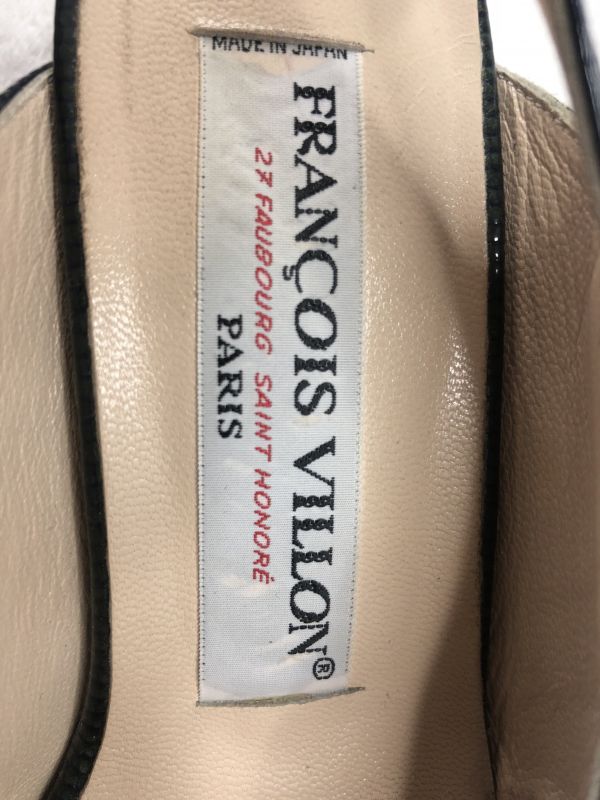 MADE IN JAPAN
FRANÇOIS VILLON®
27 FAUBOURG SAINT HONORÉ
PARIS